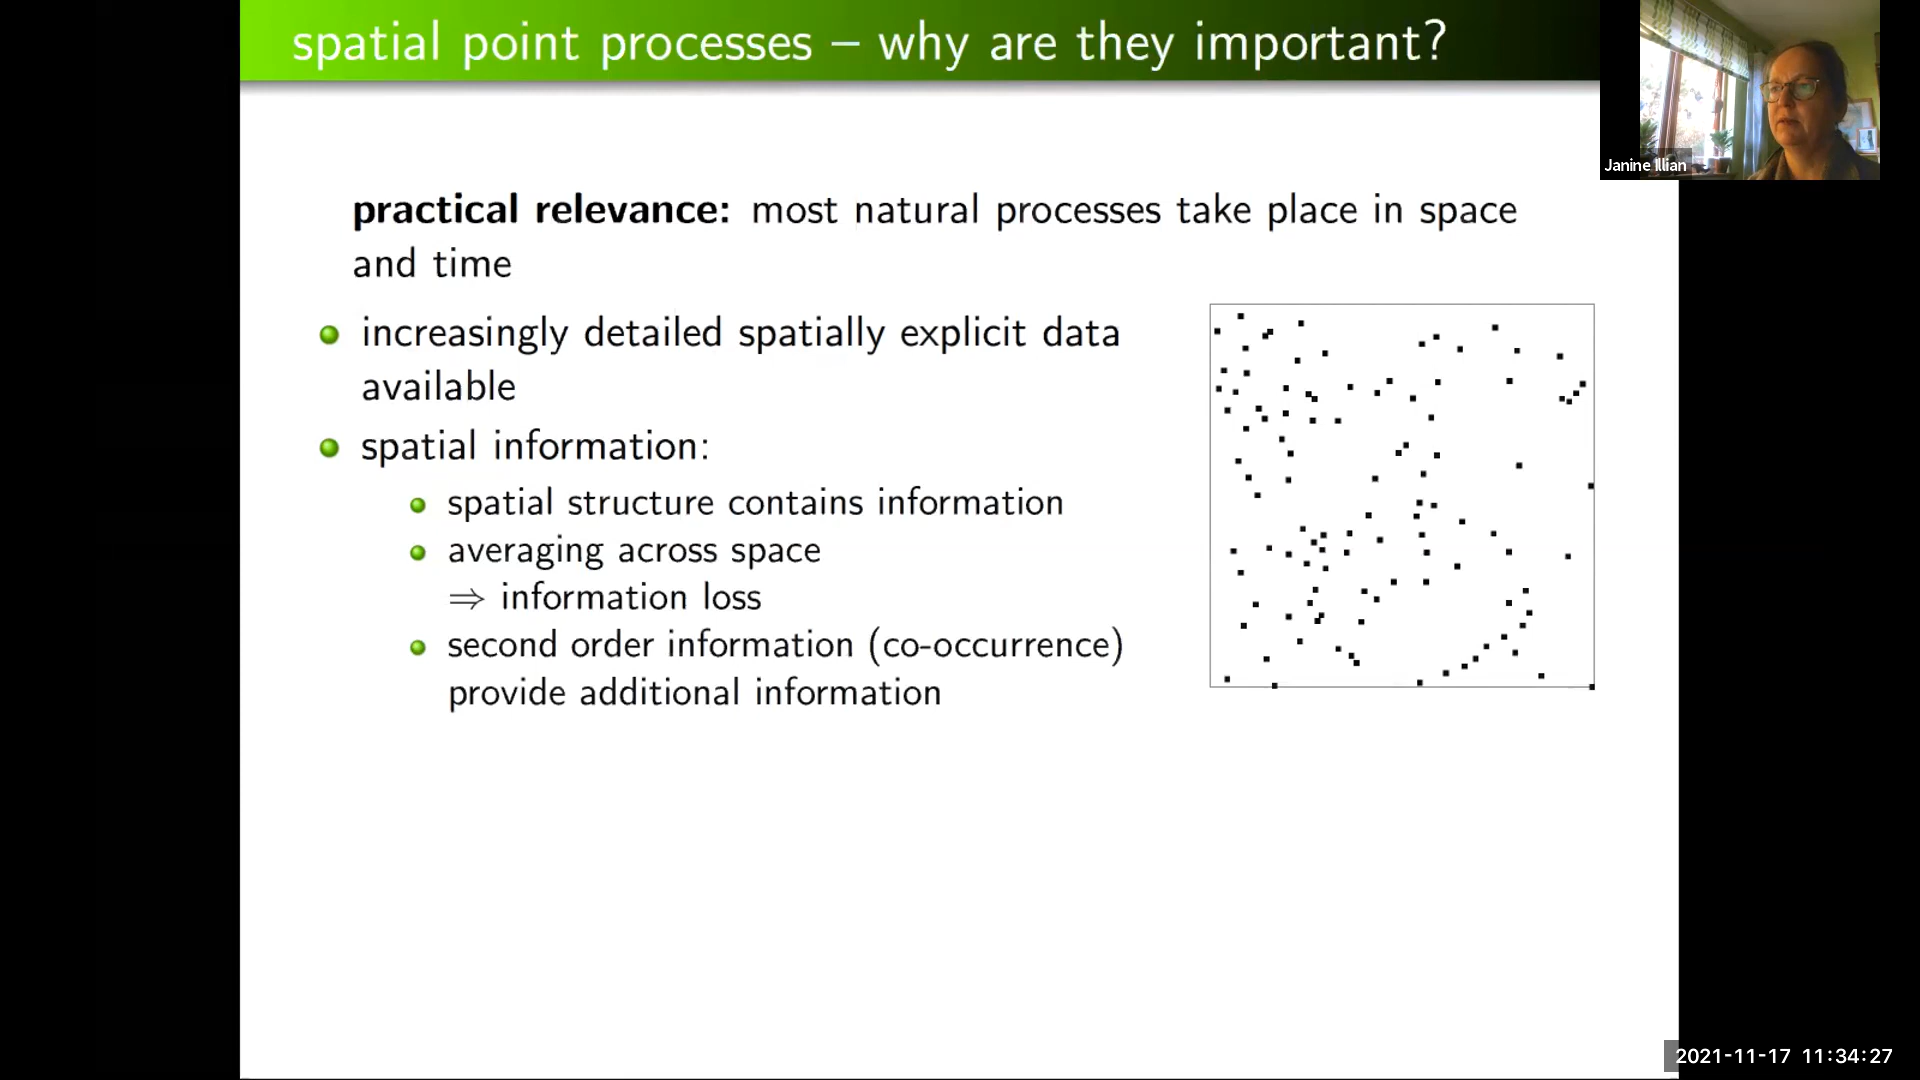 spatial point processes – why are they important?
Janine Illian
practical relevance: most natural processes take place in space
and time
increasingly detailed spatially explicit data
available
spatial information:
spatial structure contains information
averaging across space
⇒ information loss
second order information (co-occurrence)
provide additional information
2021-11-17 11:34:27